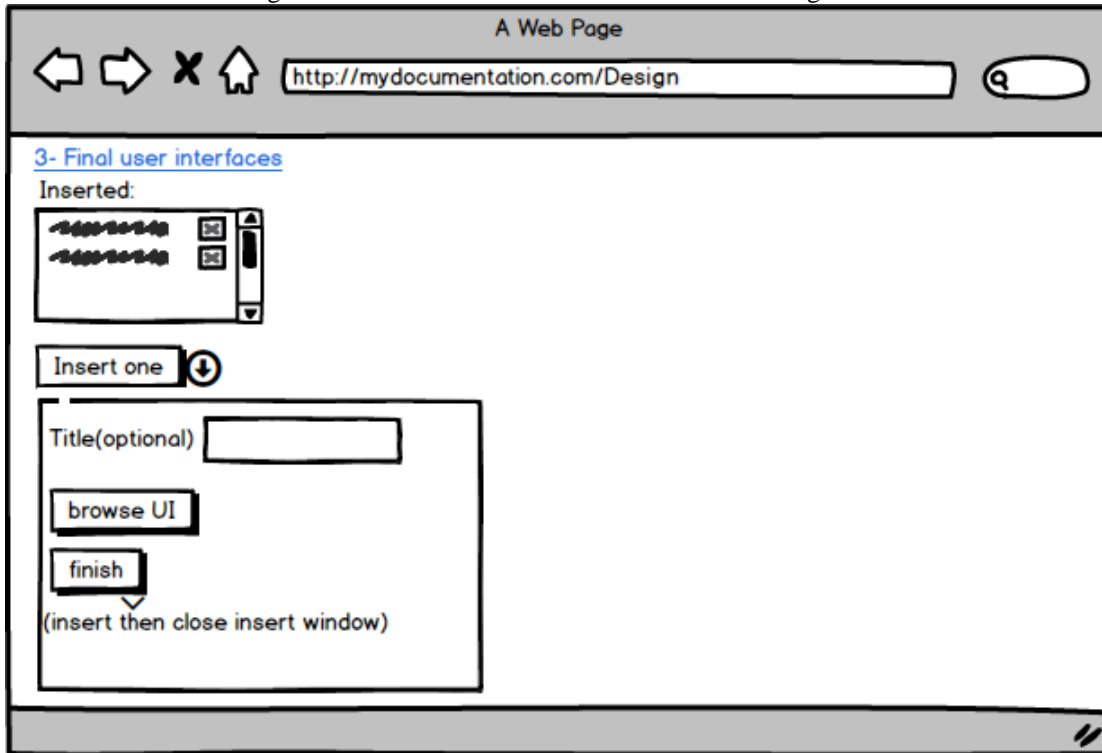 A Web Page
http://mydocumentation.com/Design
3- Final user interfaces
Inserted:
Insert one
Title(optional)
browse UI
finish
(insert then close insert window)